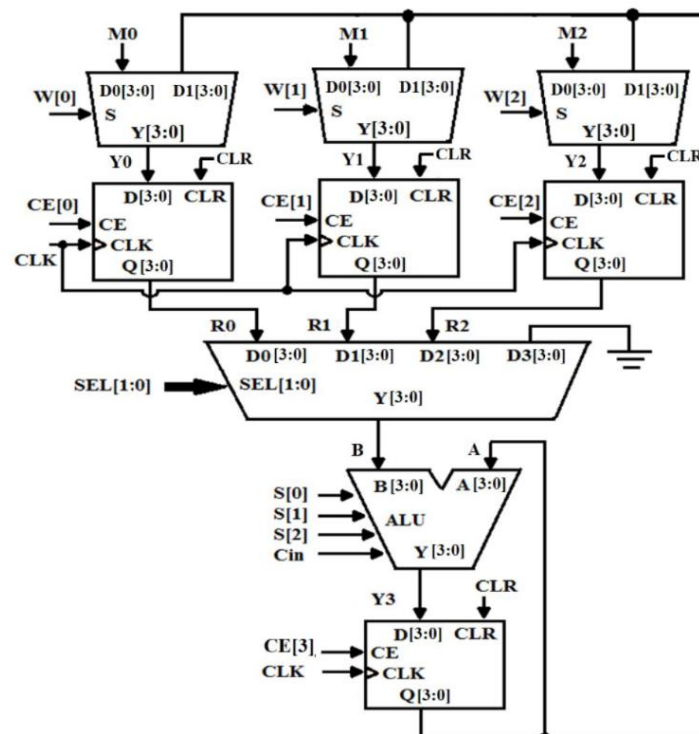 M0 M1 M2
D0[3:0] D1[3:0] D0[3:0] D1[3:0] D0[3:0] D1[3:0]
W[0] S W[1] S W[2] S
Y[3:0] Y[3:0] Y[3:0]
Y0 CLR Y1 CLR Y2 CLR
D[3:0] CLR D[3:0] CLR D[3:0] CLR
CE[0] CE CE[1] CE CE[2] CE
CLK CLK CLK CLK
Q[3:0] Q[3:0] Q[3:0]
R0 R1 R2
D0[3:0] D1[3:0] D2[3:0] D3[3:0]
SEL[1:0] SEL[1:0]
Y[3:0]
B A
B[3:0] A[3:0]
S[0]
S[1] ALU
S[2]
Cin Y[3:0]
Y3 CLR
D[3:0] CLR
CE[3] CE
CLK CLK
Q[3:0]